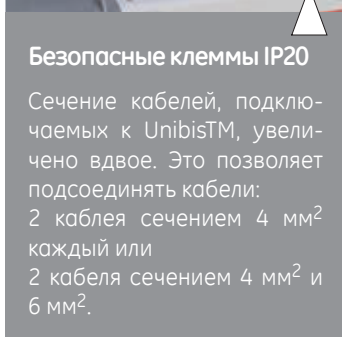 Безопасные клеммы IP20
Сечение кабелей, подклю-
чаемых к UnibisTM, увели-
чено вдвое. Это позволяет
подсоединять кабели:
2 каблея сечением 4 мм²
каждый или
2 кабеля сечением 4 мм² и
6 мм².